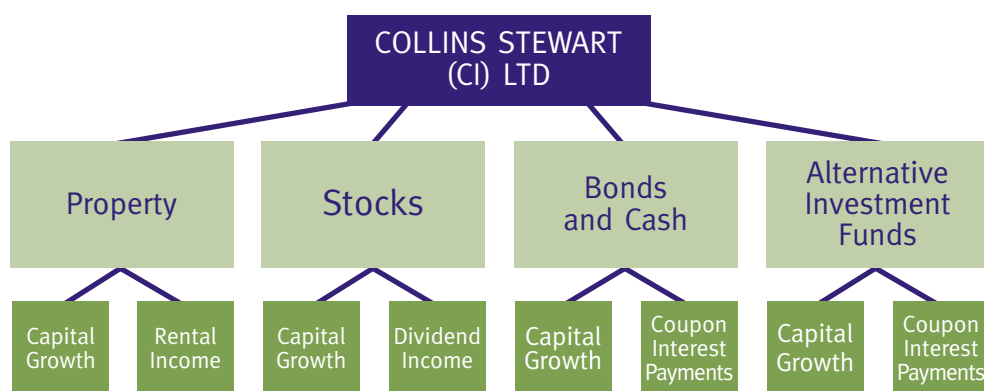 COLLINS STEWART
(CI) LTD
Property
Stocks
Bonds
and Cash
Alternative
Investment
Funds
Capital
Growth
Rental
Income
Capital
Growth
Dividend
Income
Capital
Growth
Coupon
Interest
Payments
Capital
Growth
Coupon
Interest
Payments